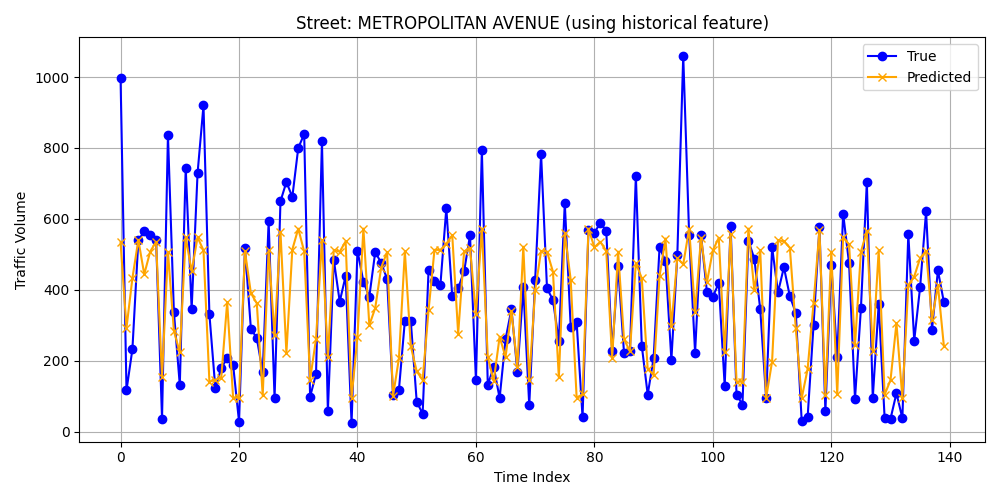 Street: METROPOLITAN AVENUE (using historical feature)
True
Predicted
Traffic Volume
1000
800
600
400
200
0
0 20 40 60 80 100 120 140
Time Index